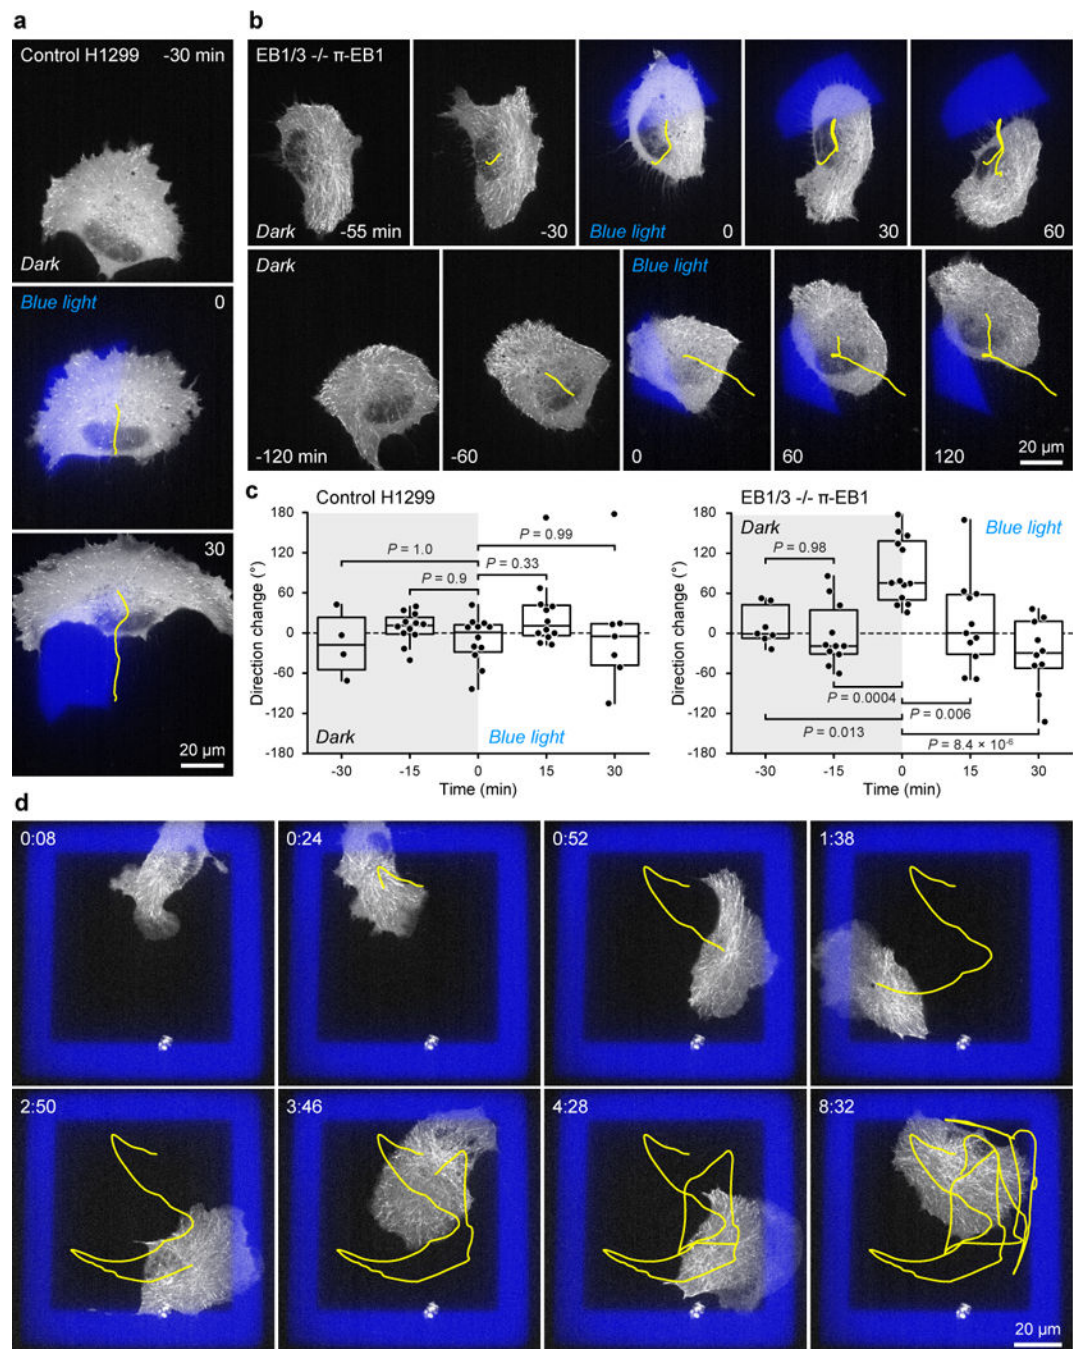 a
Control H1299 -30 min
Dark
Blue light 0
30
20 µm
b
EB1/3 -/- π-EB1
Dark -55 min
-30
Blue light 0
30
60
Dark
-120 min
-60
Blue light
0
60
120
20 µm
c
Control H1299
Direction change (°)
180
120
60
0
-60
-120
-180
P = 1.0
P = 0.9
P = 0.99
P = 0.33
Dark
Blue light
-30 -15 0 15 30
Time (min)
EB1/3 -/- π-EB1
Direction change (°)
180
120
60
0
-60
-120
-180
Dark
Blue light
P = 0.98
P = 0.0004
P = 0.006
P = 0.013
P = 8.4 × 10⁻⁶
-30 -15 0 15 30
Time (min)
d
0:08
0:24
0:52
1:38
2:50
3:46
4:28
8:32
20 µm